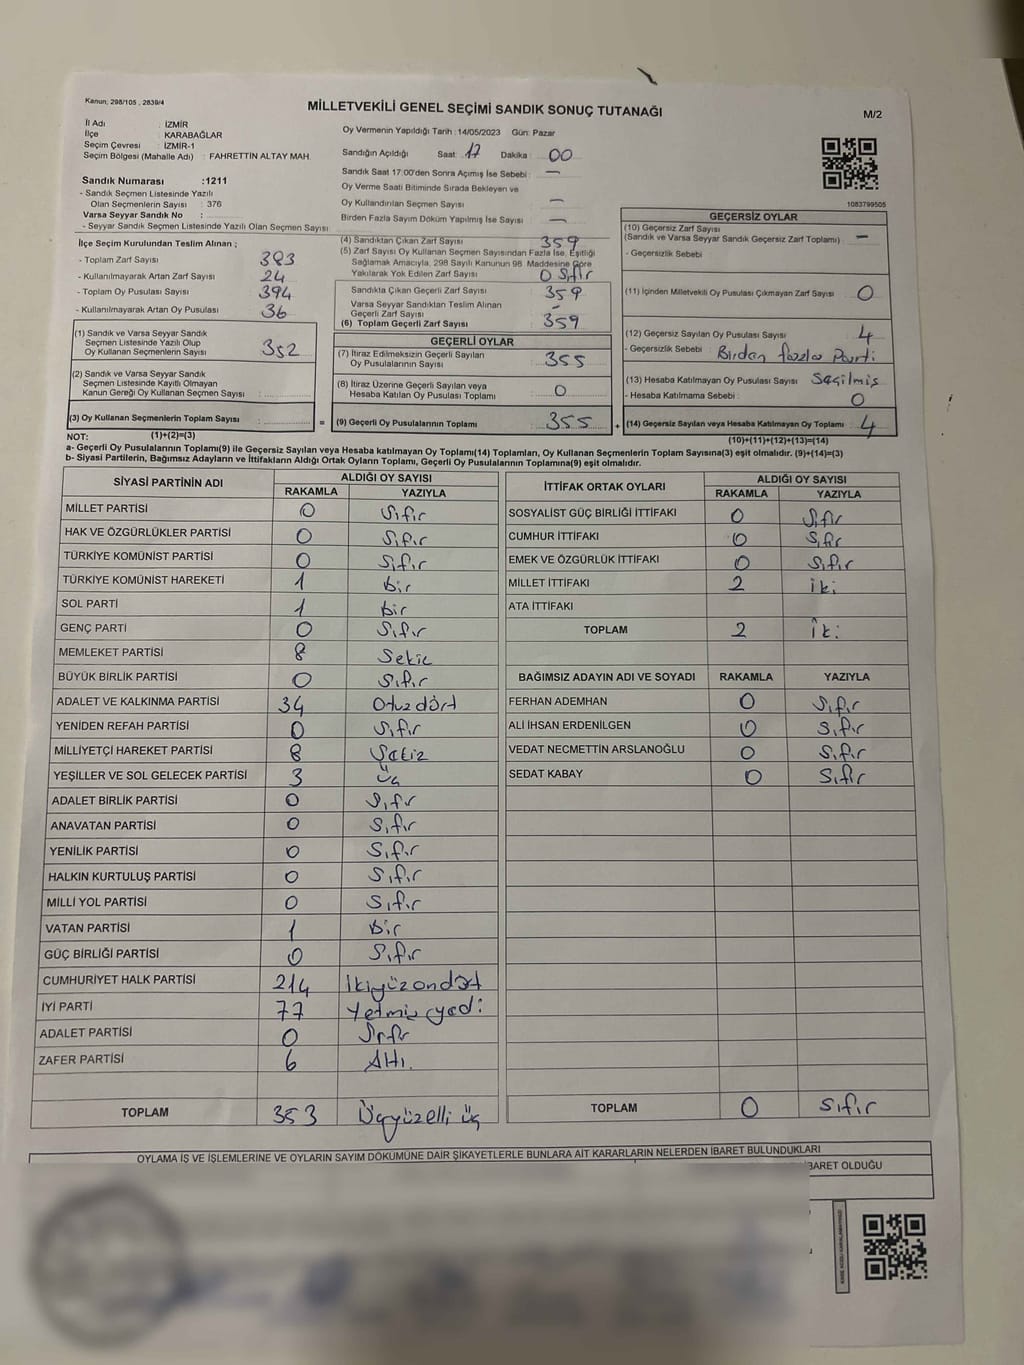 Kanun; 298/105 , 2839/4
MİLLETVEKİLİ GENEL SEÇİMİ SANDIK SONUÇ TUTANAĞI
M/2
İl Adı : İZMİR
İlçe : KARABAĞLAR
Seçim Çevresi : İZMİR-1
Seçim Bölgesi (Mahalle Adı) : FAHRETTİN ALTAY MAH.
Sandık Numarası :1211
- Sandık Seçmen Listesinde Yazılı
Olan Seçmenlerin Sayısı : 376
Varsa Seyyar Sandık No :
- Seyyar Sandık Seçmen Listesinde Yazılı Olan Seçmen Sayısı
Oy Vermenin Yapıldığı Tarih :14/05/2023 Gün: Pazar
Sandığın Açıldığı Saat: 17 Dakika : 00
Sandık Saat 17:00'den Sonra Açımış İse Sebebi : —
Oy Verme Saati Bitiminde Sırada Bekleyen ve
Oy Kullandırılan Seçmen Sayısı : —
Birden Fazla Sayım Döküm Yapılmış İse Sayısı : —
1083799505
İlçe Seçim Kurulundan Teslim Alınan ;
- Toplam Zarf Sayısı : 383
- Kullanılmayarak Artan Zarf Sayısı : 24
- Toplam Oy Pusulası Sayısı : 394
- Kullanılmayarak Artan Oy Pusulası : 36
(4) Sandıktan Çıkan Zarf Sayısı : 359
(5) Zarf Sayısı Oy Kullanan Seçmen Sayısından Fazla İse, Eşitliği
Sağlamak Amacıyla, 298 Sayılı Kanunun 98. Maddesine Göre
Yakılarak Yok Edilen Zarf Sayısı : 0 Sıfır
Sandıkta Çıkan Geçerli Zarf Sayısı : 359
Varsa Seyyar Sandıktan Teslim Alınan
Geçerli Zarf Sayısı : -
(6) Toplam Geçerli Zarf Sayısı : 359
GEÇERSİZ OYLAR
(10) Geçersiz Zarf Sayısı
(Sandık ve Varsa Seyyar Sandık Geçersiz Zarf Toplamı) : —
- Geçersizlik Sebebi :
(11) İçinden Milletvekili Oy Pusulası Çıkmayan Zarf Sayısı : 0
(12) Geçersiz Sayılan Oy Pusulası Sayısı : 4
- Geçersizlik Sebebi : Birden fazla Parti
(13) Hesaba Katılmayan Oy Pusulası Sayısı : Seçilmiş
- Hesaba Katılmama Sebebi : 0
(14) Geçersiz Sayılan veya Hesaba Katılmayan Oy Toplamı : 4
(10)+(11)+(12)+(13)=(14)
(1) Sandık ve Varsa Seyyar Sandık
Seçmen Listesinde Yazılı Olup
Oy Kullanan Seçmenlerin Sayısı : 352
(2) Sandık ve Varsa Seyyar Sandık
Seçmen Listesinde Kayıtlı Olmayan
Kanun Gereği Oy Kullanan Seçmen Sayısı :
(3) Oy Kullanan Seçmenlerin Toplam Sayısı : =
GEÇERLİ OYLAR
(7) İtiraz Edilmeksizin Geçerli Sayılan
Oy Pusulalarının Sayısı : 355
(8) İtiraz Üzerine Geçerli Sayılan veya
Hesaba Katılan Oy Pusulası Toplamı : 0
(9) Geçerli Oy Pusulalarının Toplamı : 355 +
NOT: (1)+(2)=(3)
a- Geçerli Oy Pusulalarının Toplamı(9) ile Geçersiz Sayılan veya Hesaba katılmayan Oy Toplamı(14) Toplamları, Oy Kullanan Seçmenlerin Toplam Sayısına(3) eşit olmalıdır. (9)+(14)=(3)
b- Siyasi Partilerin, Bağımsız Adayların ve İttifakların Aldığı Ortak Oyların Toplamı, Geçerli Oy Pusulalarının Toplamına(9) eşit olmalıdır.
SİYASİ PARTİNİN ADI ALDIĞI OY SAYISI
RAKAMLA YAZIYLA
MİLLET PARTİSİ 0 Sıfır
HAK VE ÖZGÜRLÜKLER PARTİSİ 0 Sıfır
TÜRKİYE KOMÜNİST PARTİSİ 0 Sıfır
TÜRKİYE KOMÜNİST HAREKETİ 1 bir
SOL PARTİ 1 bir
GENÇ PARTİ 0 Sıfır
MEMLEKET PARTİSİ 8 Sekiz
BÜYÜK BİRLİK PARTİSİ 0 Sıfır
ADALET VE KALKINMA PARTİSİ 34 Otuzdört
YENİDEN REFAH PARTİSİ 0 Sıfır
MİLLİYETÇİ HAREKET PARTİSİ 8 Sekiz
YEŞİLLER VE SOL GELECEK PARTİSİ 3 Üç
ADALET BİRLİK PARTİSİ 0 Sıfır
ANAVATAN PARTİSİ 0 Sıfır
YENİLİK PARTİSİ 0 Sıfır
HALKIN KURTULUŞ PARTİSİ 0 Sıfır
MİLLİ YOL PARTİSİ 0 Sıfır
VATAN PARTİSİ 1 Bir
GÜÇ BİRLİĞİ PARTİSİ 0 Sıfır
CUMHURİYET HALK PARTİSİ 214 İkiyüzondört
İYİ PARTİ 77 Yetmişyedi
ADALET PARTİSİ 0 Sıfır
ZAFER PARTİSİ 6 Altı.
TOPLAM 353 Üçyüzelli üç
İTTİFAK ORTAK OYLARI ALDIĞI OY SAYISI
RAKAMLA YAZIYLA
SOSYALİST GÜÇ BİRLİĞİ İTTİFAKI 0 Sıfır
CUMHUR İTTİFAKI 0 Sıfır
EMEK VE ÖZGÜRLÜK İTTİFAKI 0 Sıfır
MİLLET İTTİFAKI 2 iki
ATA İTTİFAKI
TOPLAM 2 İki
BAĞIMSIZ ADAYIN ADI VE SOYADI RAKAMLA YAZIYLA
FERHAN ADEMHAN 0 Sıfır
ALİ İHSAN ERDENİLGEN 0 Sıfır
VEDAT NECMETTİN ARSLANOĞLU 0 Sıfır
SEDAT KABAY 0 Sıfır
TOPLAM 0 Sıfır
OYLAMA İŞ VE İŞLEMLERİNE VE OYLARIN SAYIM DÖKÜMÜNE DAİR ŞİKAYETLERLE BUNLARA AİT KARARLARIN NELERDEN İBARET BULUNDUKLARI
İBARET OLDUĞU